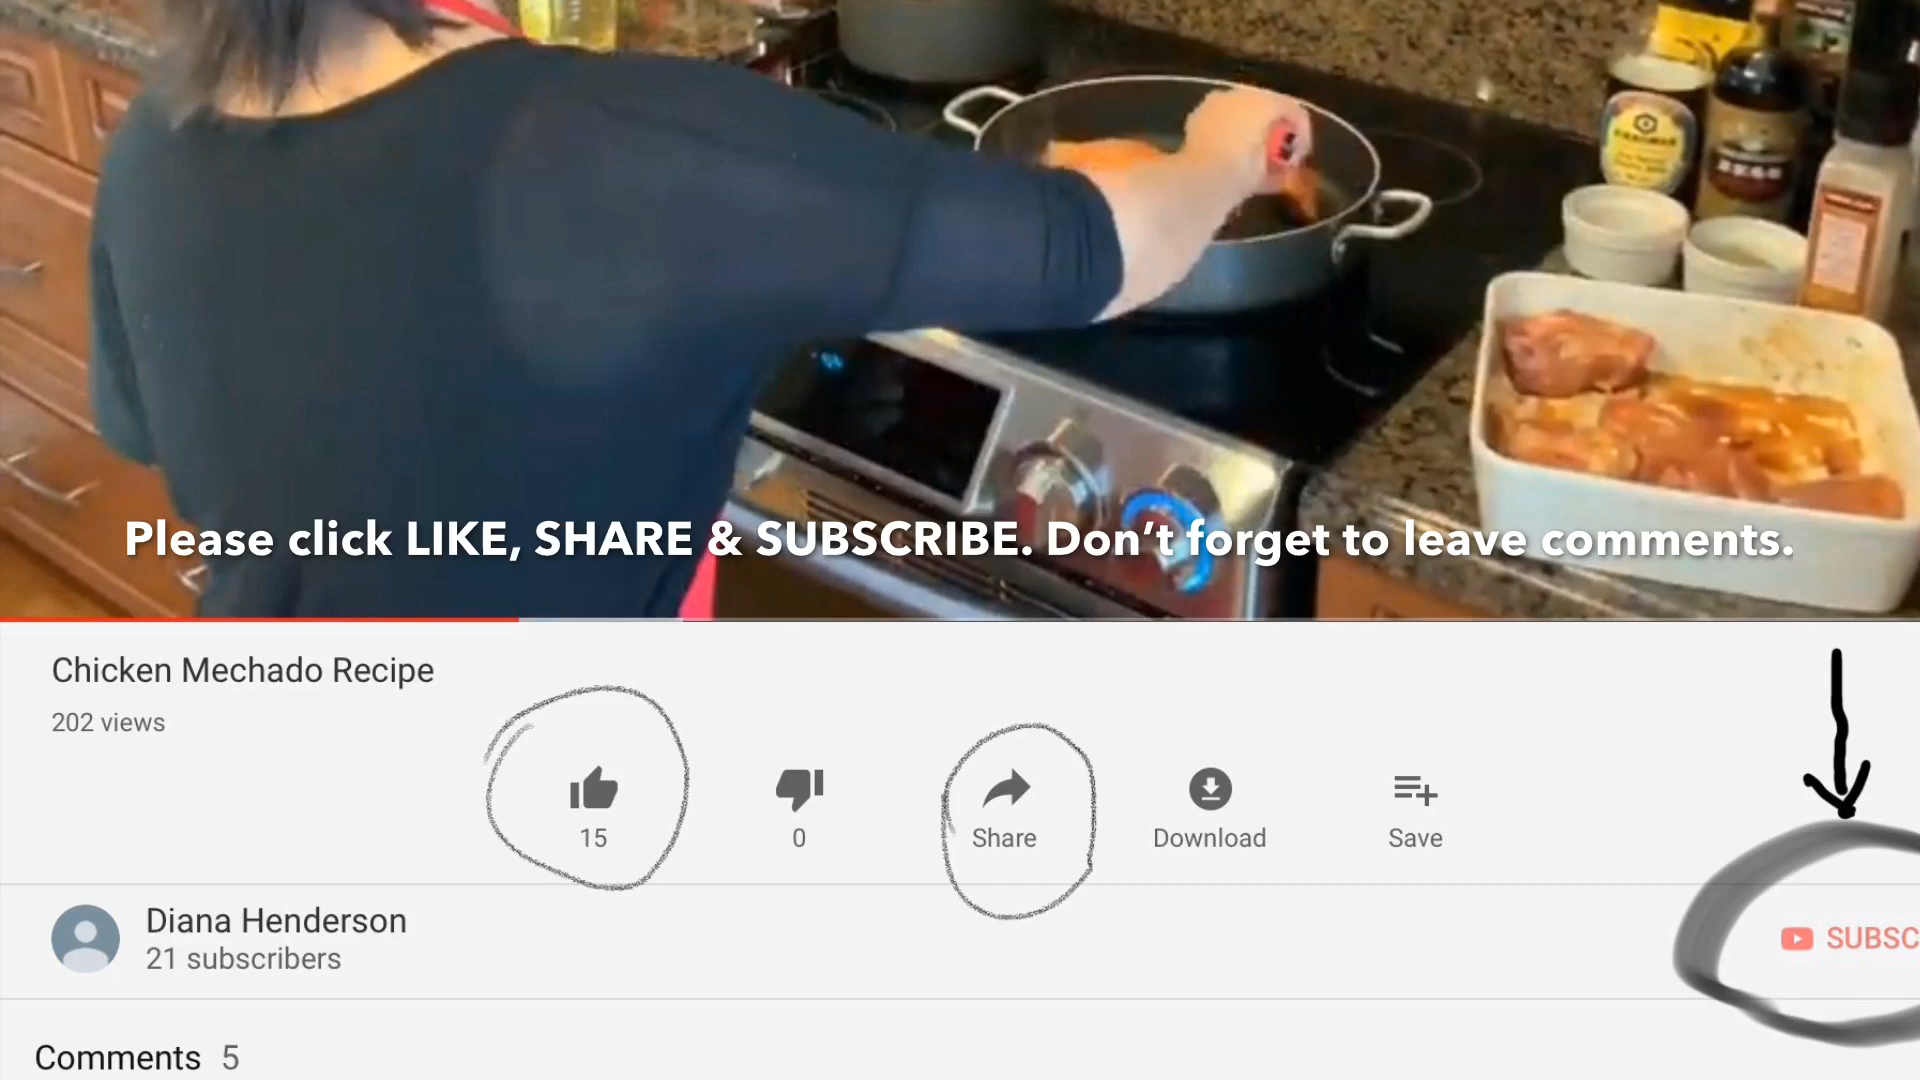 Please click LIKE, SHARE & SUBSCRIBE. Don't forget to leave comments.
Chicken Mechado Recipe
202 views
15
0
Share
Download
Save
Diana Henderson
21 subscribers
SUBSC
Comments 5